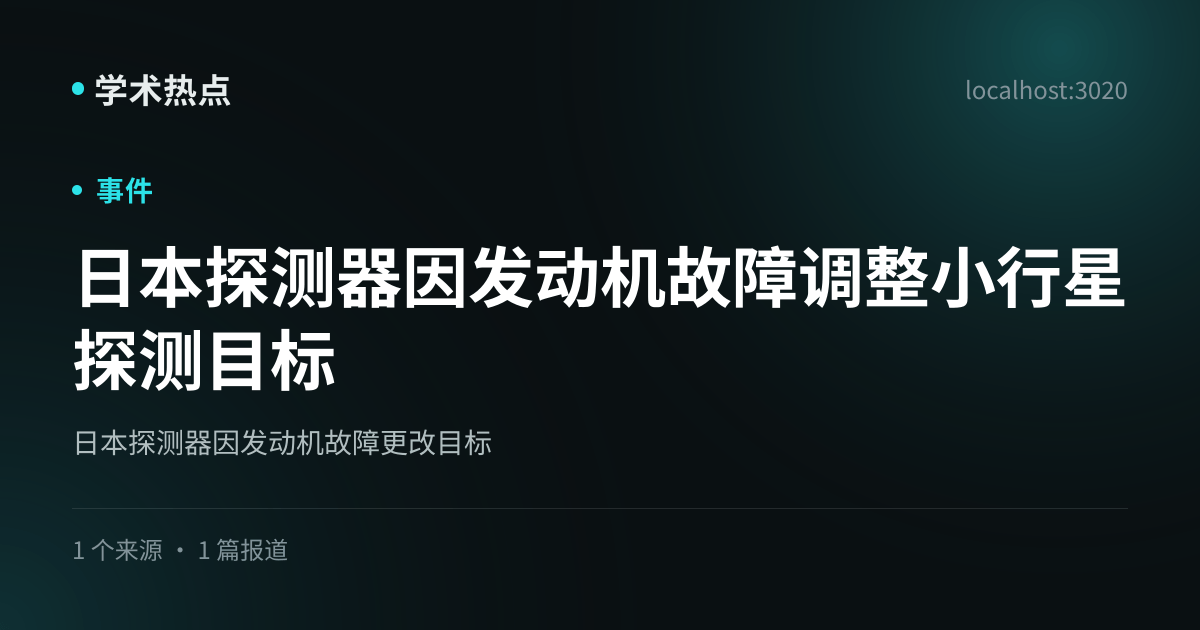 学术热点
localhost:3020
事件
日本探测器因发动机故障调整小行星
探测目标
日本探测器因发动机故障更改目标
1 个来源 · 1 篇报道